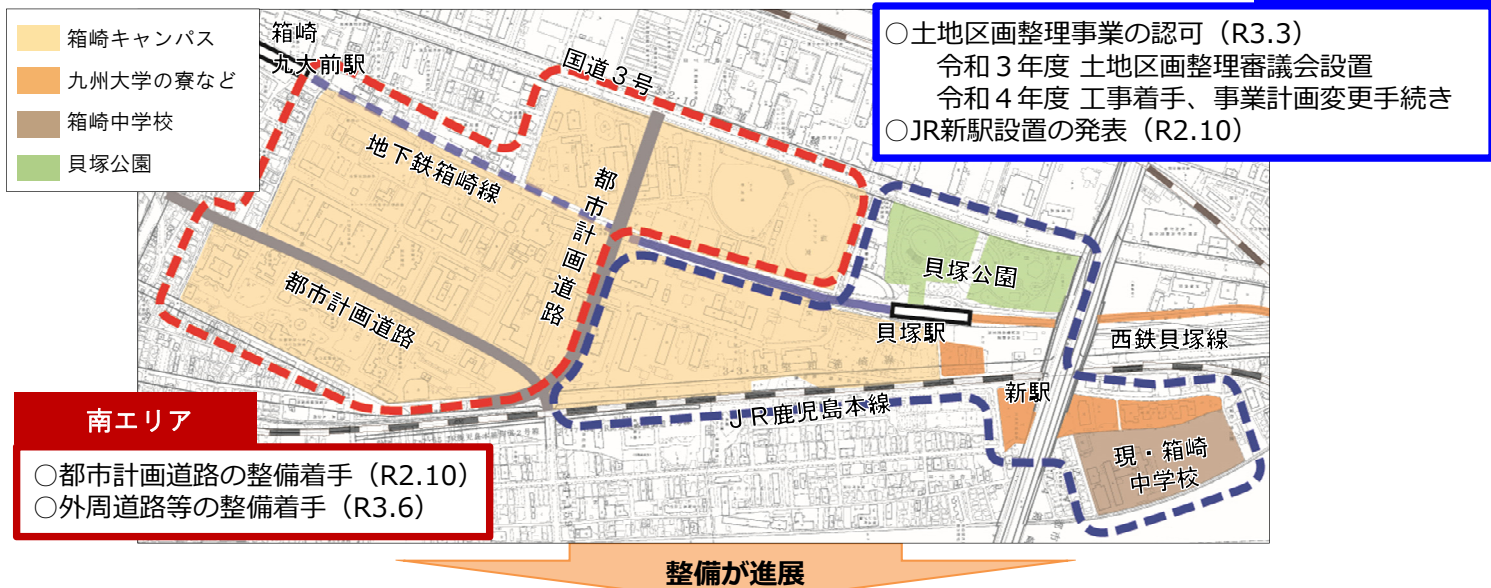 箱崎キャンパス
九州大学の寮など
箱崎中学校
貝塚公園
箱崎
九大前駅
国道3号
地下鉄箱崎線
都市計画道路
都市計画道路
貝塚公園
貝塚駅
西鉄貝塚線
新駅
JR鹿児島本線
現・箱崎
中学校
○土地区画整理事業の認可（R3.3）
令和３年度 土地区画整理審議会設置
令和４年度 工事着手、事業計画変更手続き
○JR新駅設置の発表（R2.10）
南エリア
○都市計画道路の整備着手（R2.10）
○外周道路等の整備着手（R3.6）
整備が進展